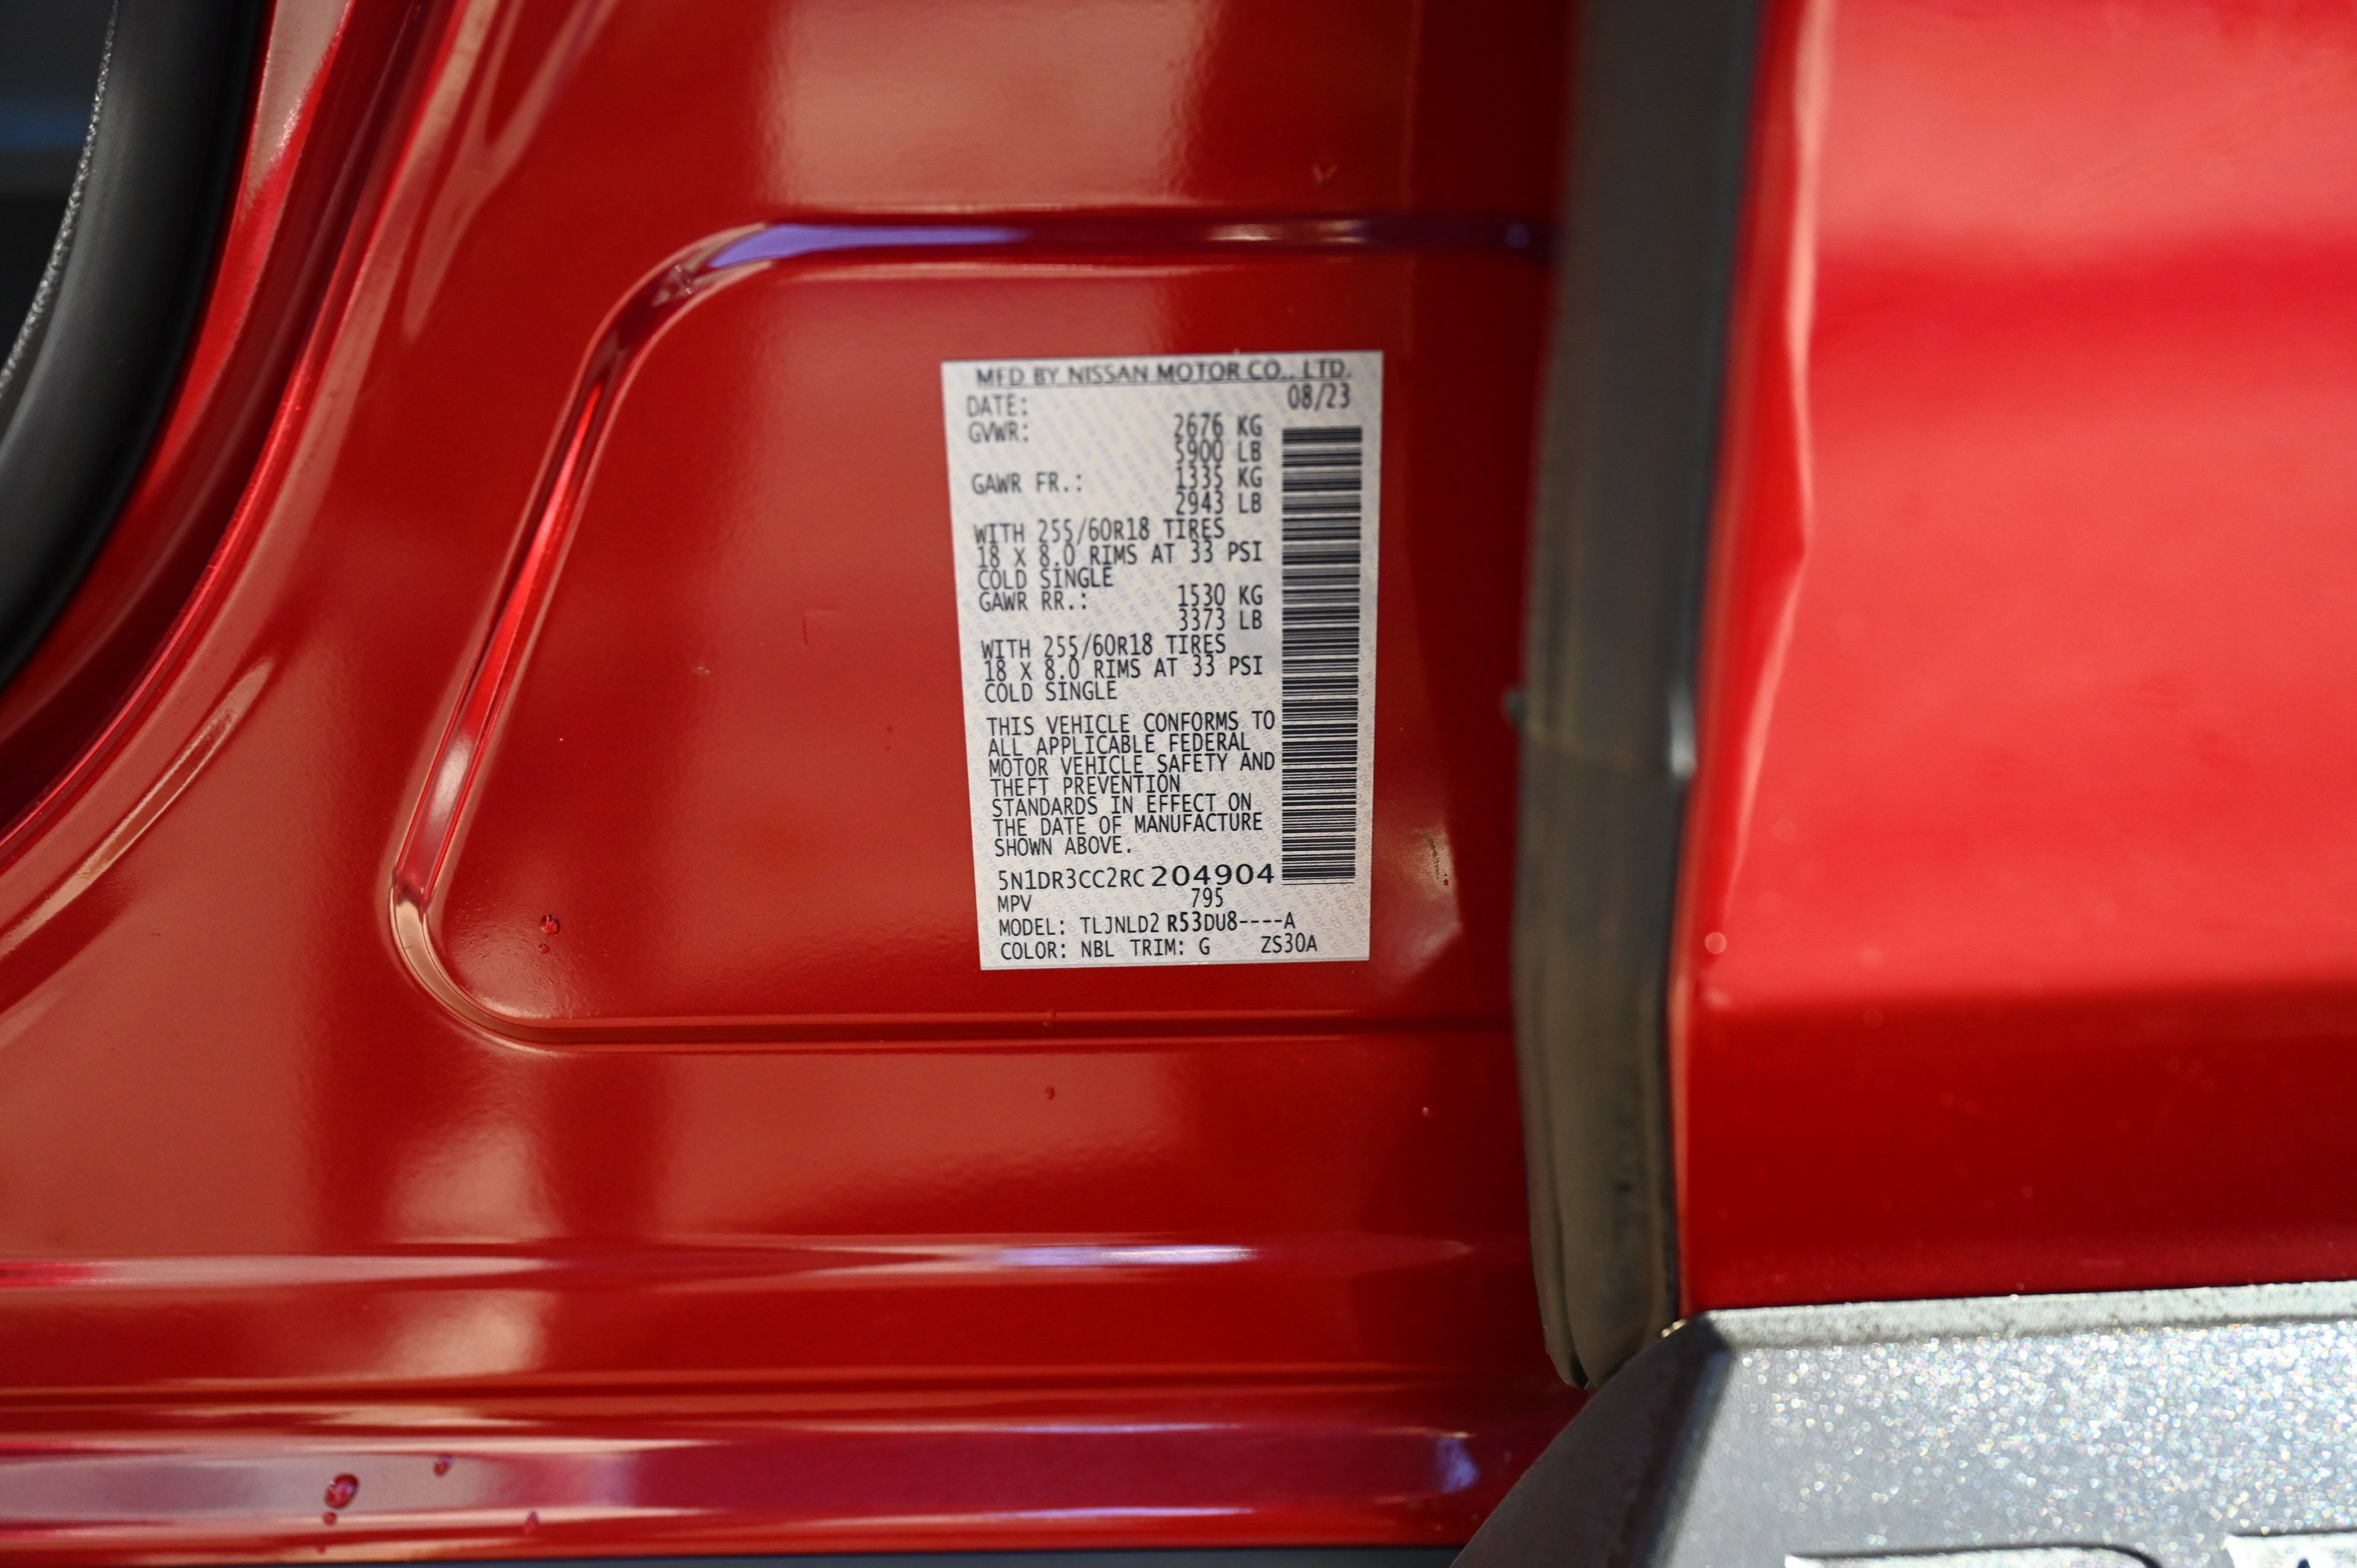 MFD BY NISSAN MOTOR CO., LTD.
DATE: 08/23
GVWR: 2676 KG
5900 LB
GAWR FR.: 1335 KG
2943 LB
WITH 255/60R18 TIRES
18 X 8.0 RIMS AT 33 PSI
COLD SINGLE
GAWR RR.: 1530 KG
3373 LB
WITH 255/60R18 TIRES
18 X 8.0 RIMS AT 33 PSI
COLD SINGLE
THIS VEHICLE CONFORMS TO
ALL APPLICABLE FEDERAL
MOTOR VEHICLE SAFETY AND
THEFT PREVENTION
STANDARDS IN EFFECT ON
THE DATE OF MANUFACTURE
SHOWN ABOVE.
5N1DR3CC2RC204904
MPV 795
MODEL: TLJNLD2 R53DU8----A
COLOR: NBL TRIM: G ZS30A